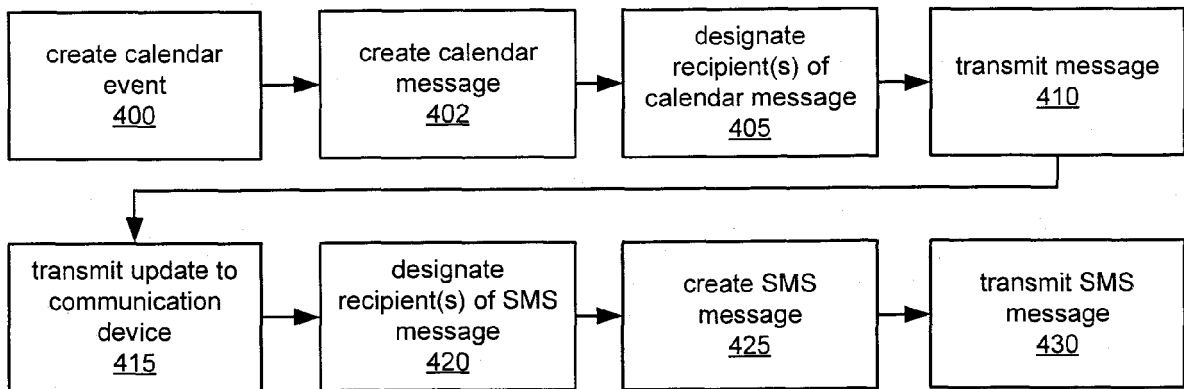 create calendar
event
400
create calendar
message
402
designate
recipient(s) of
calendar message
405
transmit message
410
transmit update to
communication
device
415
designate
recipient(s) of SMS
message
420
create SMS
message
425
transmit SMS
message
430